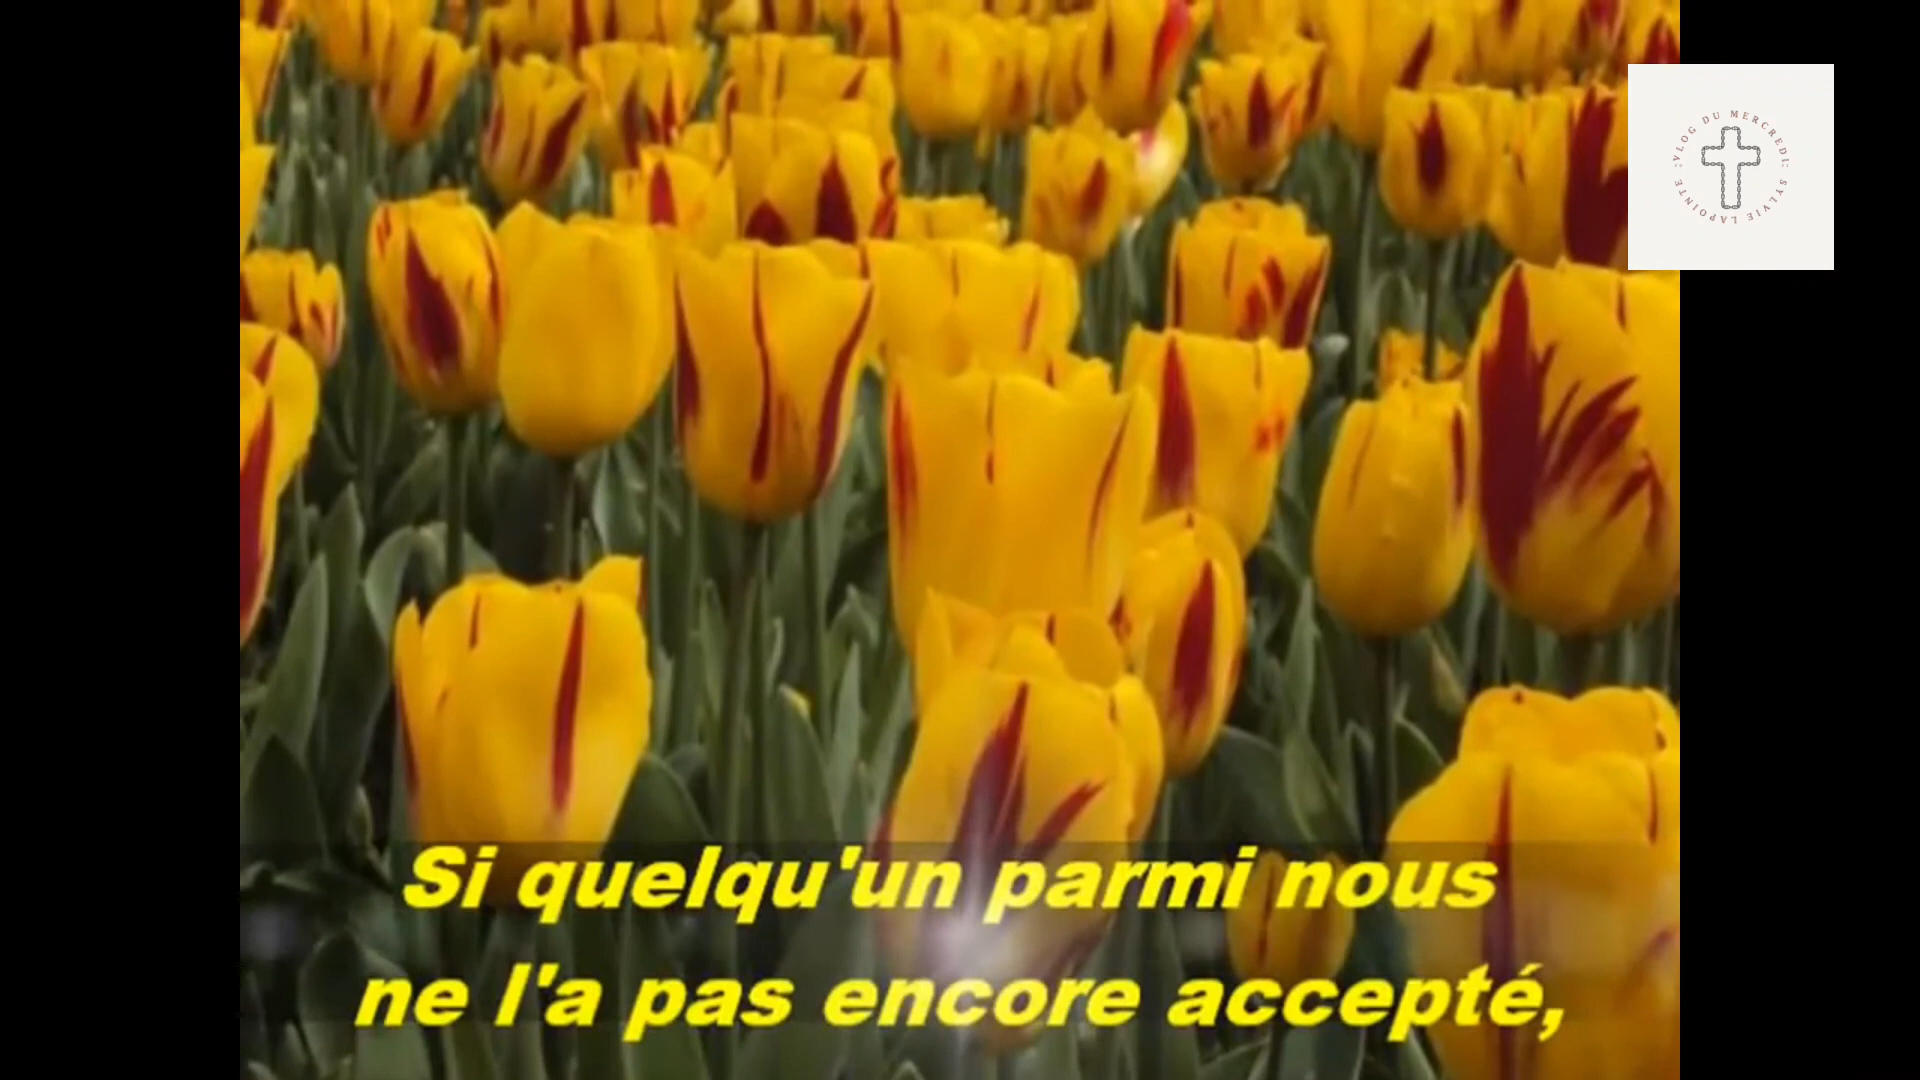 VLOG DU MERCREDI: SYLVIE LAPOINTE :
Si quelqu'un parmi nous
ne l'a pas encore accepté,